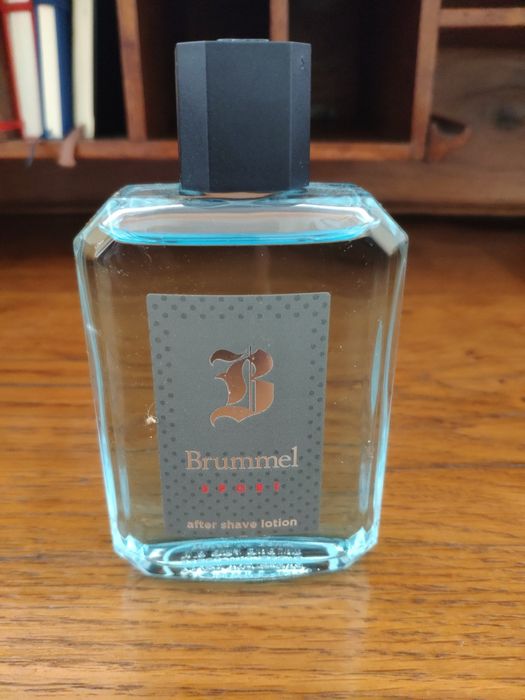 B
Brummel
SPORT
after shave lotion